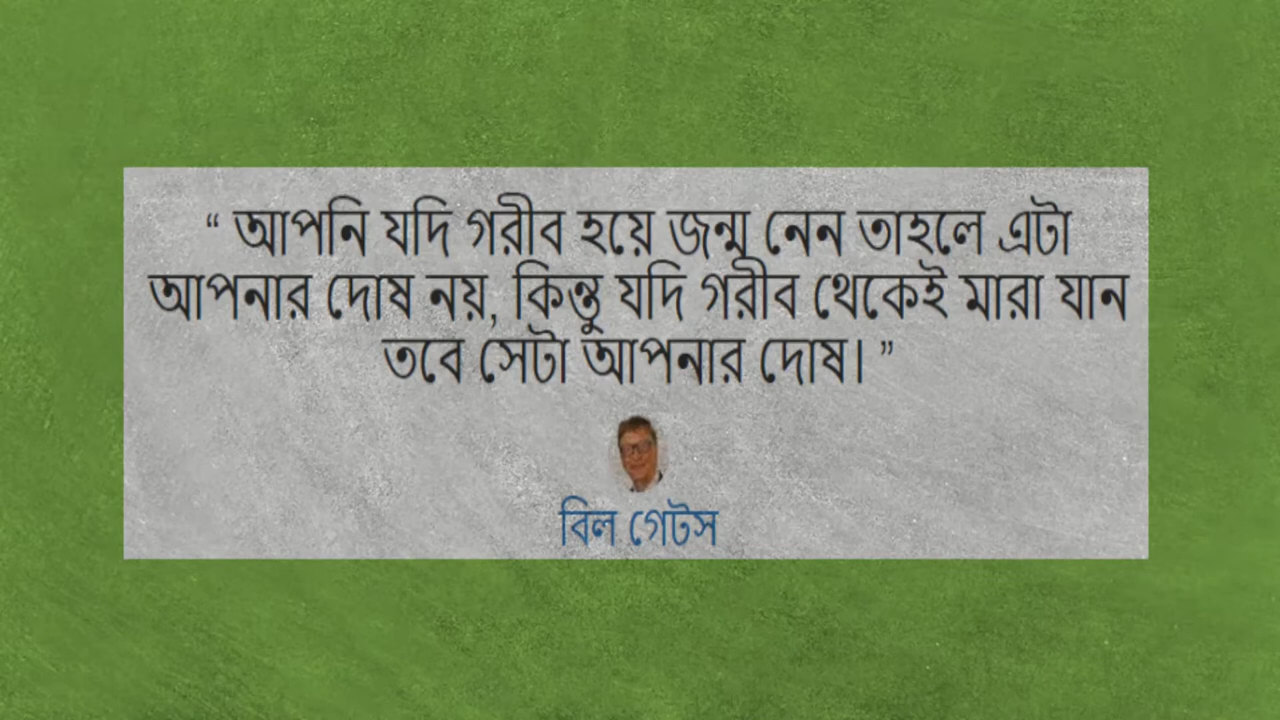 “ আপনি যদি গরীব হয়ে জন্ম নেন তাহলে এটা
আপনার দোষ নয়, কিন্তু যদি গরীব থেকেই মারা যান
তবে সেটা আপনার দোষ। ”
বিল গেটস